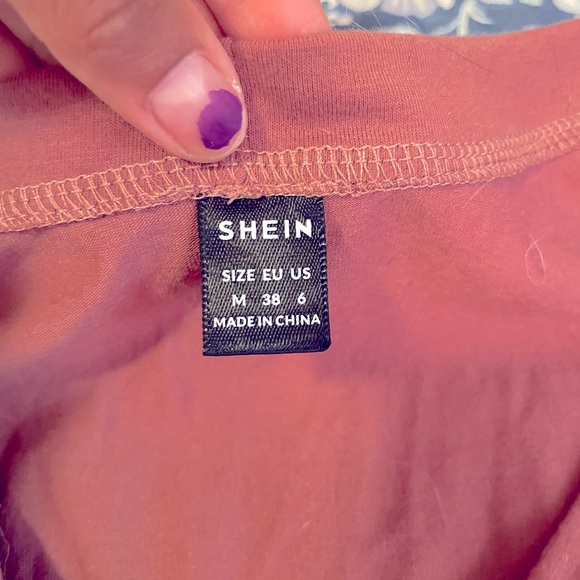 SHEIN
SIZE EU US
M 38 6
MADE IN CHINA